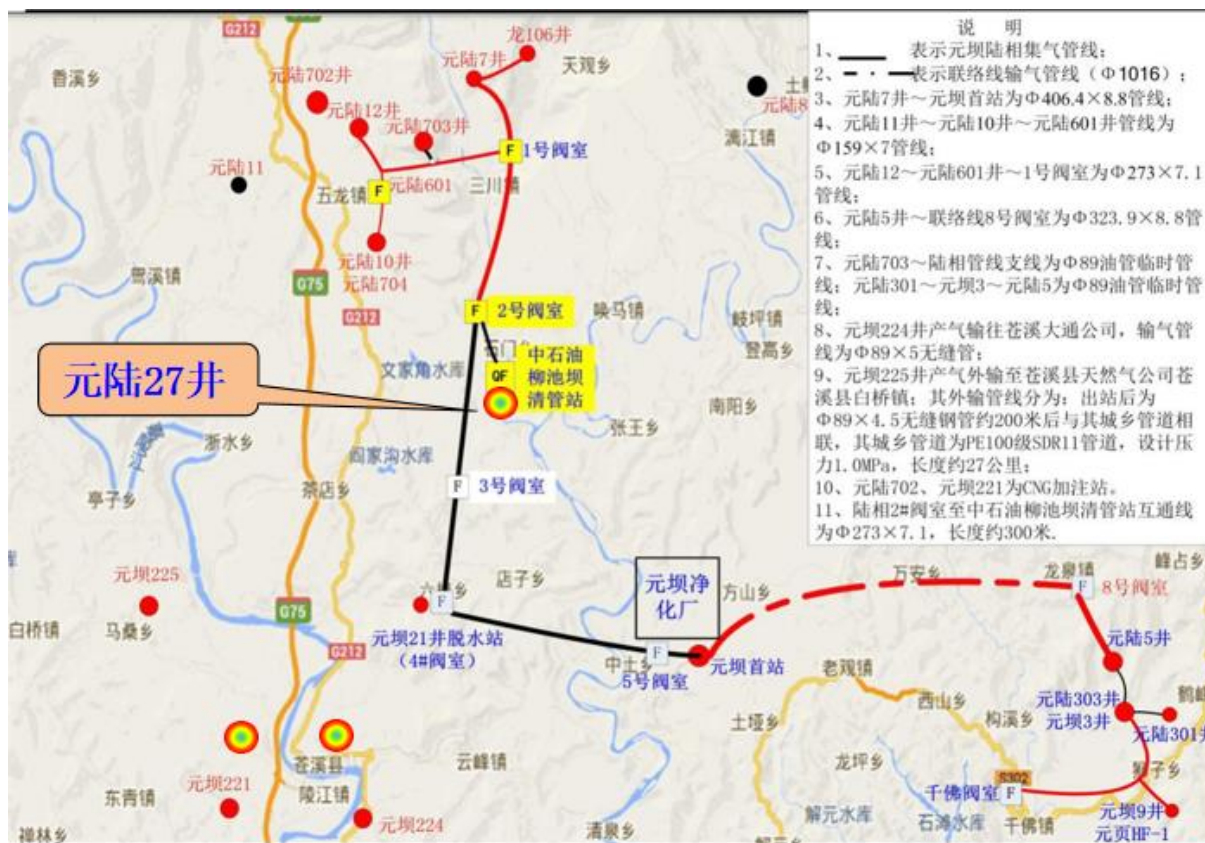 说 明
1、 表示元坝陆相集气管线；
2、 表示联络线输气管线（Φ1016）；
3、元陆7井～元坝首站为Φ406.4×8.8管线；
4、元陆11井～元陆10井～元陆601井管线为
Φ159×7管线；
5、元陆12～元陆601井～1号阀室为Φ273×7.1
管线；
6、元陆5井～联络线8号阀室为Φ323.9×8.8管
线；
7、元陆703～陆相管线支线为Φ89油管临时管
线；元陆301～元坝3～元陆5为Φ89油管临时管
线；
8、元坝224井产气输往苍溪大通公司，输气管
线为Φ89×5无缝管；
9、元坝225井产气外输至苍溪县天然气公司苍
溪县白桥镇；其外输管线分为：出站后为
Φ89×4.5无缝钢管约200米后与其城乡管道相
联，其城乡管道为PE100级SDR11管道，设计压
力1.0MPa，长度约27公里；
10、元陆702、元坝221为CNG加注站。
11、陆相2#阀室至中石油柳池坝清管站互通线
为Φ273×7.1，长度约300米.
G212
G75
龙106井
香溪乡
元陆7井
天观乡
元陆702井
元陆8
元陆12井
元陆703井
漓江镇
F
1号阀室
元陆11
元陆601
三川镇
五龙镇
F
元陆10井
元陆704
鸳溪镇
G75
G212
F
2号阀室
唤马镇
岐坪镇
登高乡
元陆27井
文家角水库
QF
中石油
柳池坝
清管站
南阳乡
张王乡
浙水乡
阎家沟水库
亭子乡
茶店乡
F
3号阀室
元坝225
店子乡
元坝净
化厂
方山乡
万安乡
龙泉镇
峰占乡
F
8号阀室
白桥镇
马桑乡
G75
F
元坝21井脱水站
（4#阀室）
G212
中土乡
F
5号阀室
元坝首站
元陆5井
老观镇
西山乡
元陆303井
元坝3井
元陆301井
土垭乡
构溪乡
苍溪县
云峰镇
龙坪乡
S302
千佛阀室
F
元坝221
东青镇
陵江镇
元坝224
解元水库
石滩水库
千佛镇
元坝9井
元页HF-1
禅林乡
清泉乡